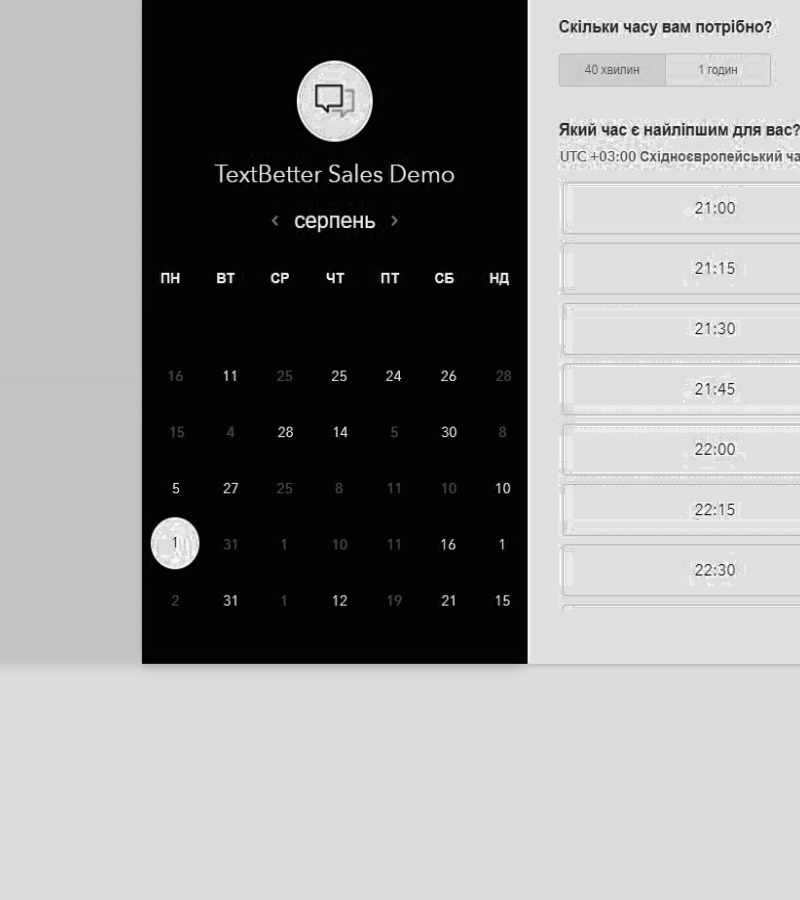 TextBetter Sales Demo
‹ серпень ›
ПН ВТ СР ЧТ ПТ СБ НД
16 11 25 25 24 26 28
15 4 28 14 5 30 8
5 27 25 8 11 10 10
1 31 1 10 11 16 1
2 31 1 12 19 21 15
Скільки часу вам потрібно?
40 хвилин 1 годин
Який час є найліпшим для вас?
UTC +03:00 Східноєвропейський
21:00
21:15
21:30
21:45
22:00
22:15
22:30